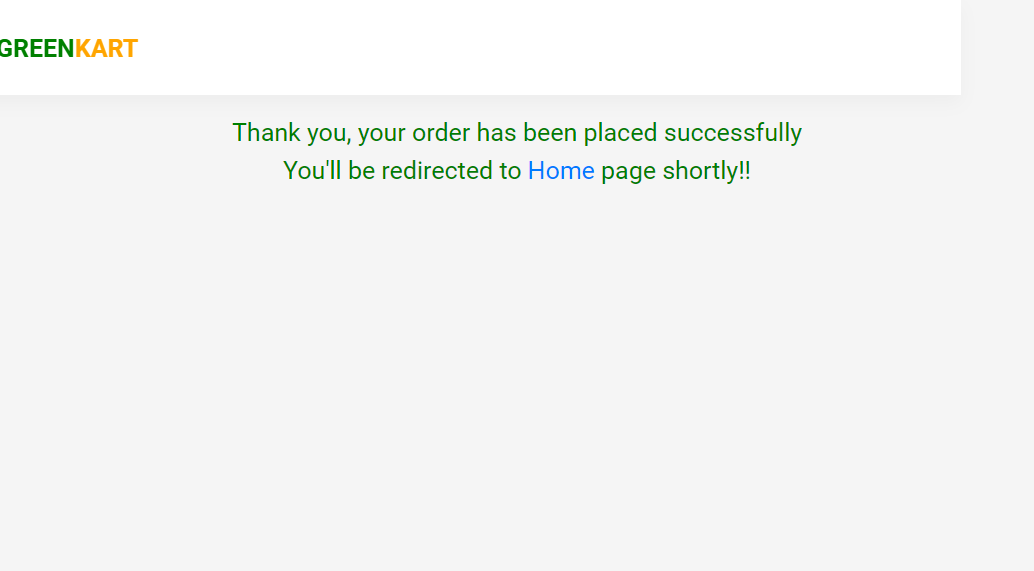 GREENKART
Thank you, your order has been placed successfully
You'll be redirected to Home page shortly!!